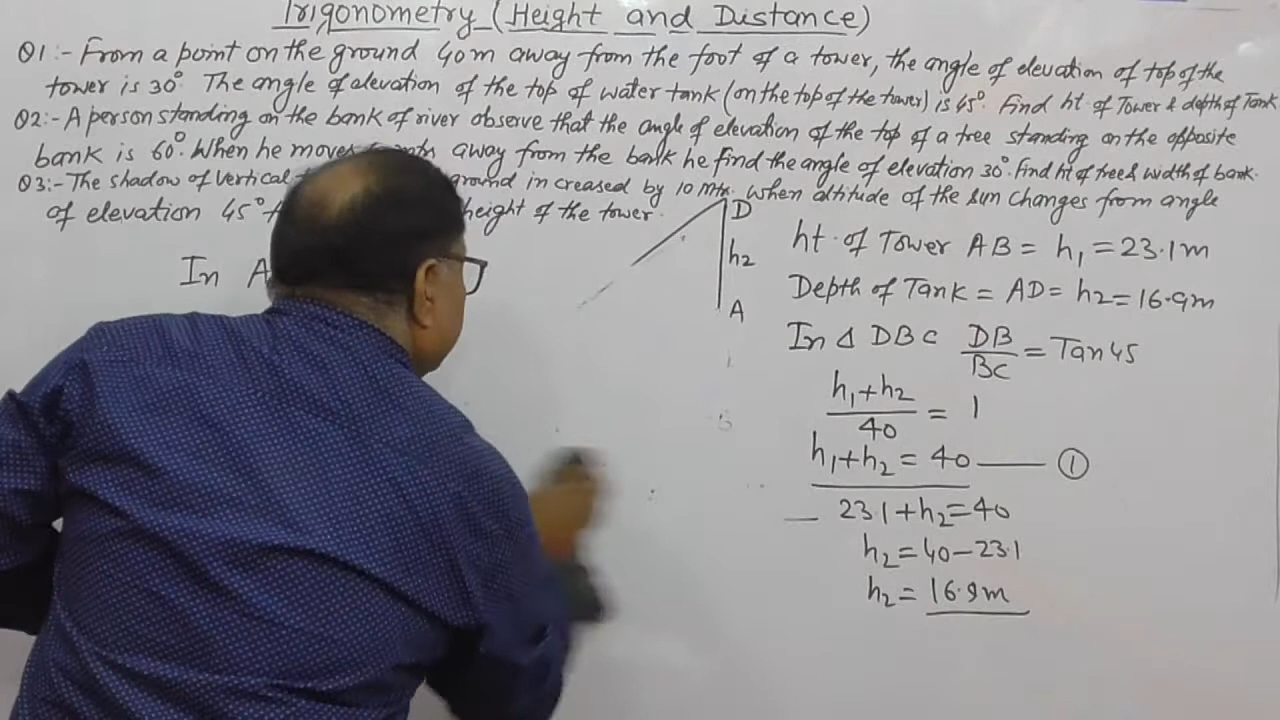 Trigonometry (Height and Distance)
Q1:- From a point on the ground 40m away from the foot of a tower, the angle of elevation of top of the
tower is 30° The angle of elevation of the top of water tank (on the top of the tower) is 45°. Find ht of Tower & depth of Tank
Q2:- A person standing on the bank of river observe that the angle of elevation of the top of a tree standing on the opposite
bank is 60°. When he moves away from the bank he find the angle of elevation 30°. Find ht of tree & width of bank.
Q3:- The shadow of vertical ground increased by 10 mtr. when altitude of the sun changes from angle
of elevation 45° height of the tower.
In
D
h2
A
ht. of Tower AB = h1 = 23.1m
Depth of Tank = AD = h2 = 16.9m
In Δ DBC DB/BC = Tan45
h1+h2/40 = 1
h1+h2 = 40 — ①
— 23.1+h2=40
h2=40-23.1
h2= 16.9m